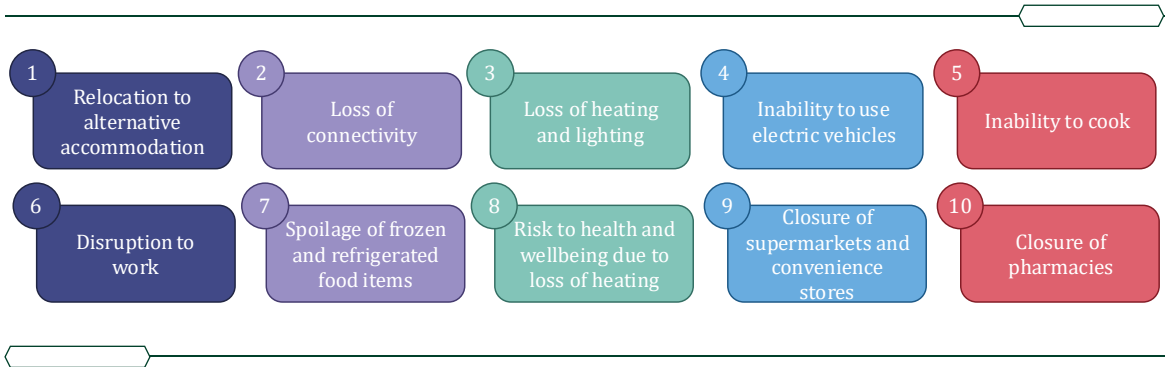 1
Relocation to
alternative
accommodation
2
Loss of
connectivity
3
Loss of heating
and lighting
4
Inability to use
electric vehicles
5
Inability to cook
6
Disruption to
work
7
Spoilage of frozen
and refrigerated
food items
8
Risk to health and
wellbeing due to
loss of heating
9
Closure of
supermarkets and
convenience
stores
10
Closure of
pharmacies